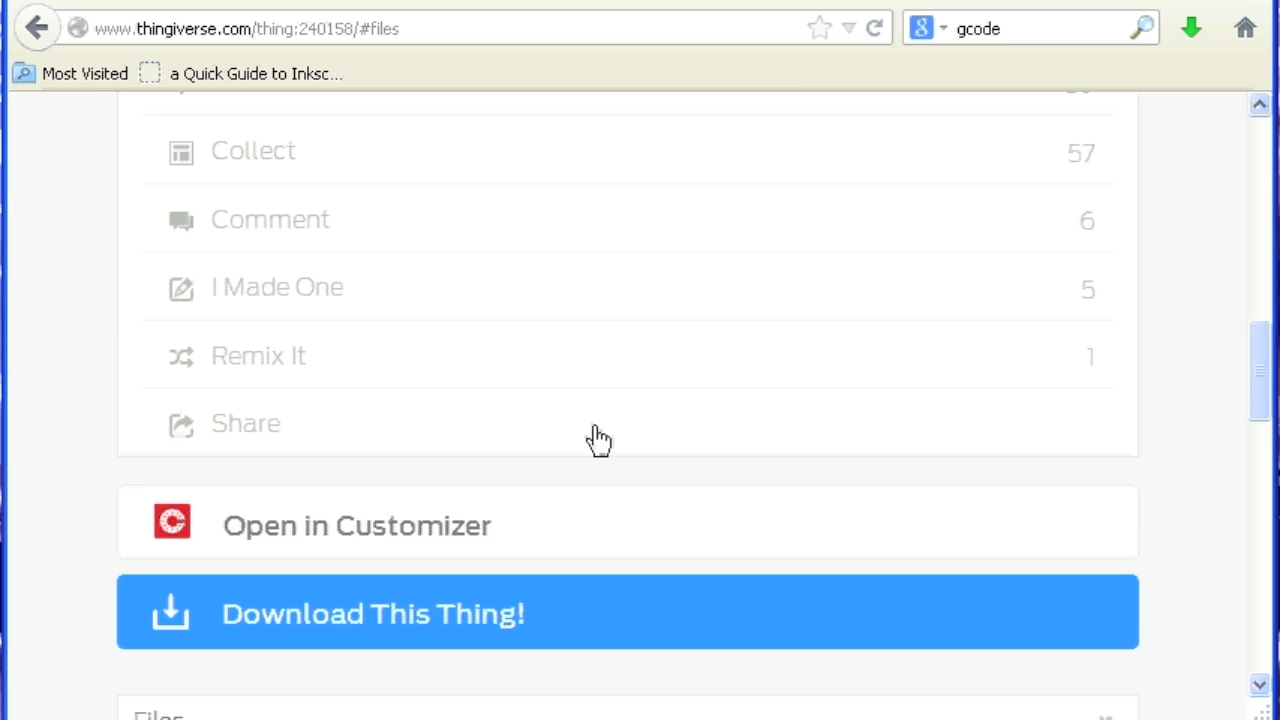 www.thingiverse.com/thing:240158/#files
gcode
Most Visited
a Quick Guide to Inksc...
Collect
57
Comment
6
I Made One
5
Remix It
1
Share
Open in Customizer
Download This Thing!
Files